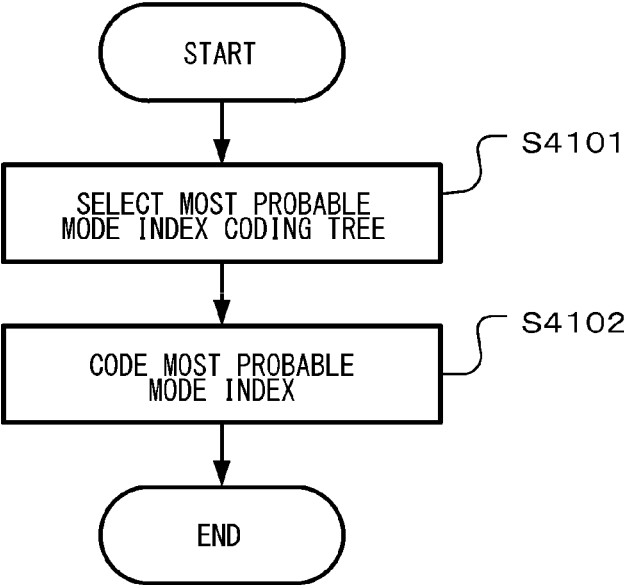 START
S4101
SELECT MOST PROBABLE
MODE INDEX CODING TREE
S4102
CODE MOST PROBABLE
MODE INDEX
END